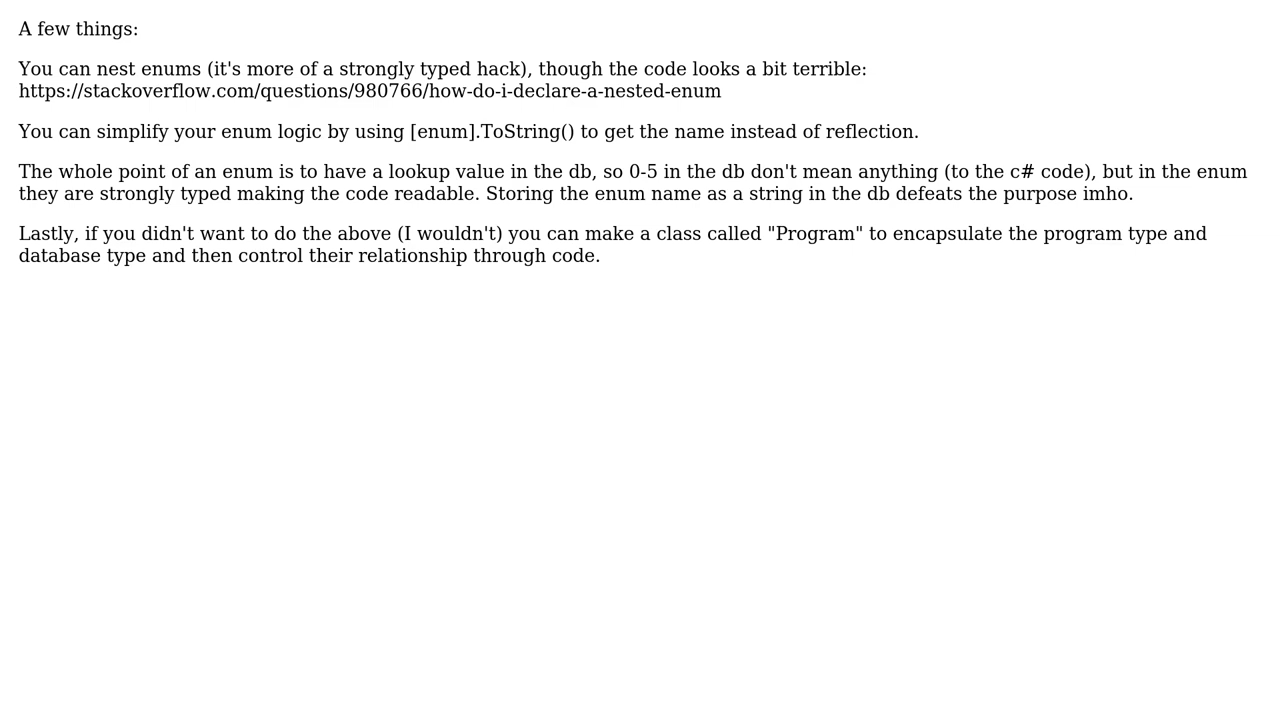 A few things:
You can nest enums (it's more of a strongly typed hack), though the code looks a bit terrible:
https://stackoverflow.com/questions/980766/how-do-i-declare-a-nested-enum
You can simplify your enum logic by using [enum].ToString() to get the name instead of reflection.
The whole point of an enum is to have a lookup value in the db, so 0-5 in the db don't mean anything (to the c# code), but in the enum
they are strongly typed making the code readable. Storing the enum name as a string in the db defeats the purpose imho.
Lastly, if you didn't want to do the above (I wouldn't) you can make a class called "Program" to encapsulate the program type and
database type and then control their relationship through code.